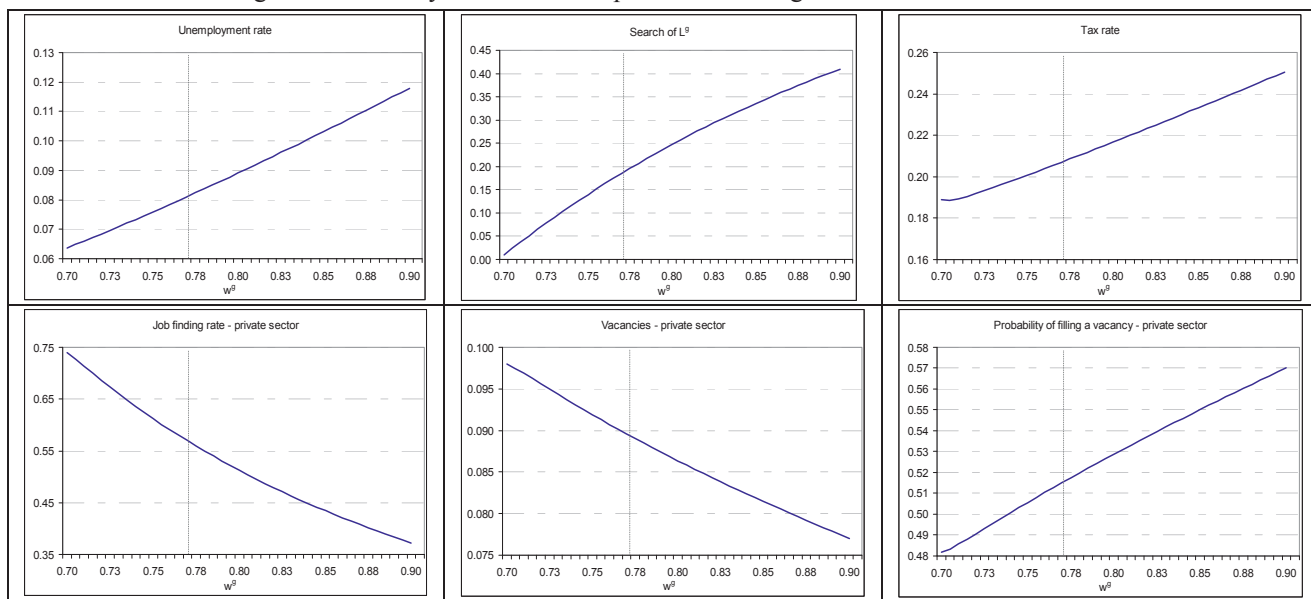 Unemployment rate
0.13
0.12
0.11
0.10
0.09
0.08
0.07
0.06
0.70 0.73 0.75 0.78 0.80 0.83 0.85 0.88 0.90
w^g
Search of L^g
0.45
0.40
0.35
0.30
0.25
0.20
0.15
0.10
0.05
0.00
0.70 0.73 0.75 0.78 0.80 0.83 0.85 0.88 0.90
w^g
Tax rate
0.26
0.24
0.22
0.20
0.18
0.16
0.70 0.73 0.75 0.78 0.80 0.83 0.85 0.88 0.90
w^g
Job finding rate - private sector
0.75
0.65
0.55
0.45
0.35
0.70 0.73 0.75 0.78 0.80 0.83 0.85 0.88 0.90
w^g
Vacancies - private sector
0.100
0.095
0.090
0.085
0.080
0.075
0.70 0.73 0.75 0.78 0.80 0.83 0.85 0.88 0.90
w^g
Probability of filling a vacancy - private sector
0.58
0.57
0.56
0.55
0.54
0.53
0.52
0.51
0.50
0.49
0.48
0.70 0.73 0.75 0.78 0.80 0.83 0.85 0.88 0.90
w^g